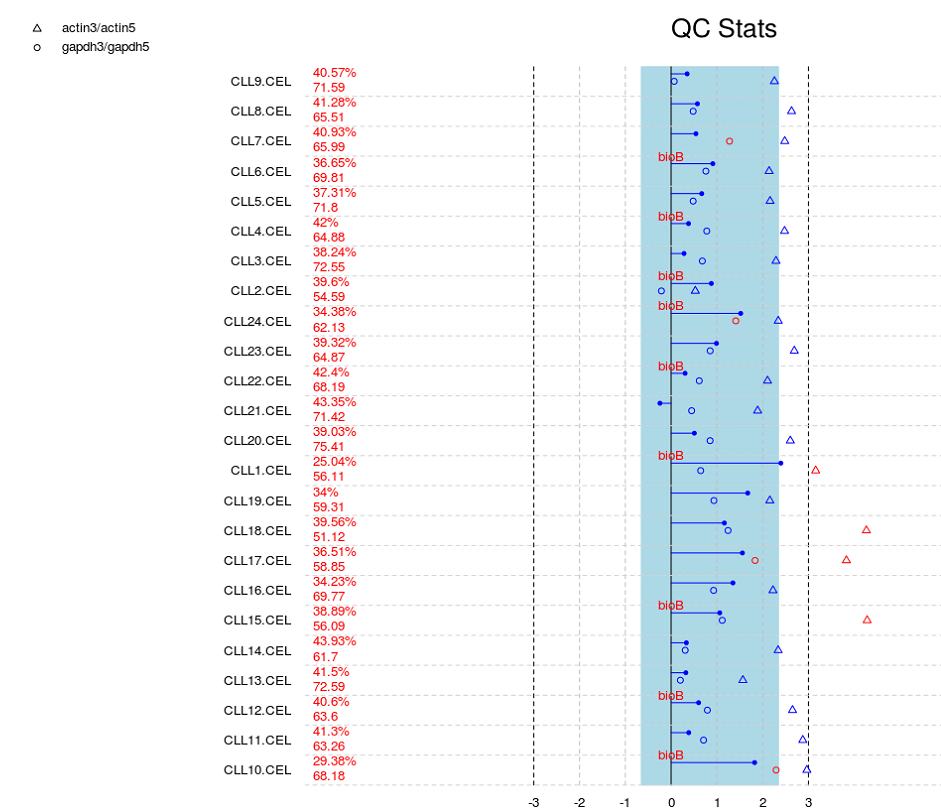 QC Stats
actin3/actin5
gapdh3/gapdh5
CLL9.CEL 40.57%
71.59
CLL8.CEL 41.28%
65.51
CLL7.CEL 40.93%
65.99
bioB
CLL6.CEL 36.65%
69.81
CLL5.CEL 37.31%
71.8
bioB
CLL4.CEL 42%
64.88
CLL3.CEL 38.24%
72.55
bioB
CLL2.CEL 39.6%
54.59
bioB
CLL24.CEL 34.38%
62.13
CLL23.CEL 39.32%
64.87
bioB
CLL22.CEL 42.4%
68.19
CLL21.CEL 43.35%
71.42
CLL20.CEL 39.03%
75.41
bioB
CLL1.CEL 25.04%
56.11
CLL19.CEL 34%
59.31
CLL18.CEL 39.56%
51.12
CLL17.CEL 36.51%
58.85
CLL16.CEL 34.23%
69.77
bioB
CLL15.CEL 38.89%
56.09
CLL14.CEL 43.93%
61.7
CLL13.CEL 41.5%
72.59
bioB
CLL12.CEL 40.6%
63.6
CLL11.CEL 41.3%
63.26
bioB
CLL10.CEL 29.38%
68.18
-3 -2 -1 0 1 2 3